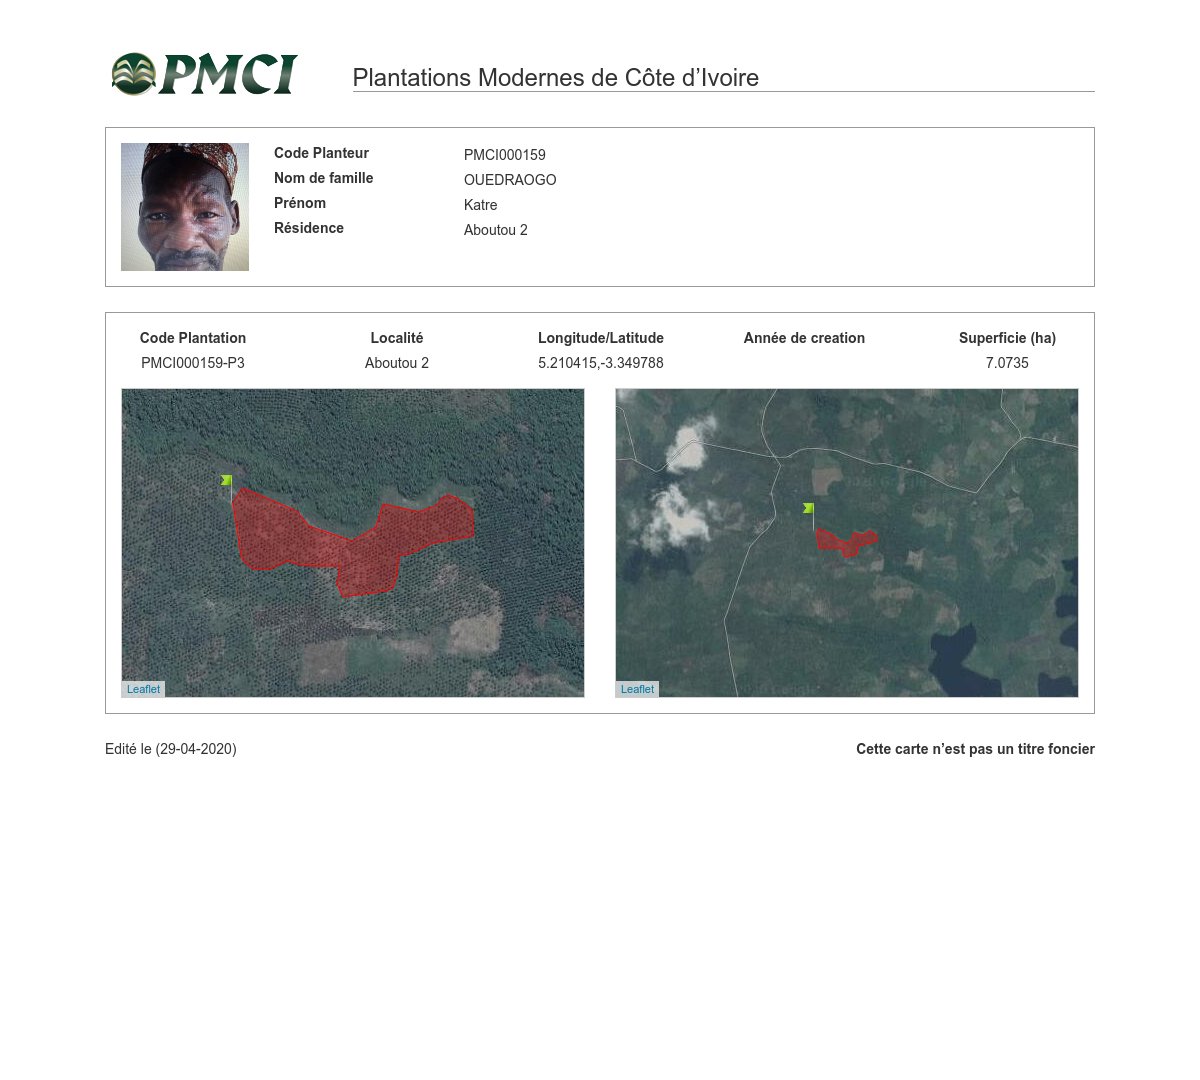 PMCI
Plantations Modernes de Côte d’Ivoire
Code Planteur PMCI000159
Nom de famille OUEDRAOGO
Prénom Katre
Résidence Aboutou 2
Code Plantation Localité Longitude/Latitude Année de creation Superficie (ha)
PMCI000159-P3 Aboutou 2 5.210415,-3.349788 7.0735
Leaflet Leaflet
Edité le (29-04-2020) Cette carte n’est pas un titre foncier